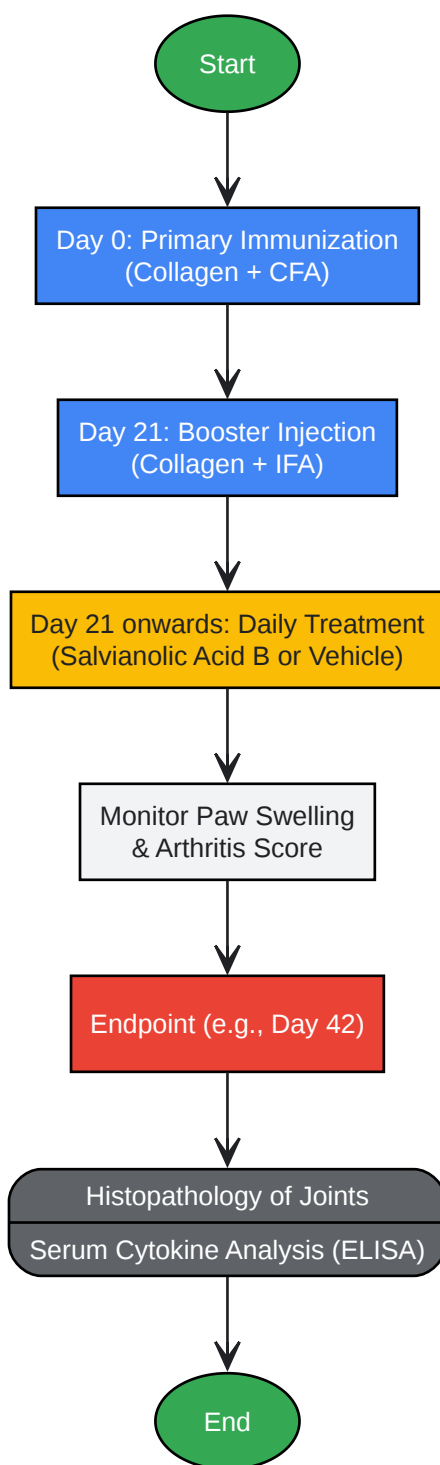 Start
Day 0: Primary Immunization
(Collagen + CFA)
Day 21: Booster Injection
(Collagen + IFA)
Day 21 onwards: Daily Treatment
(Salvianolic Acid B or Vehicle)
Monitor Paw Swelling
& Arthritis Score
Endpoint (e.g., Day 42)
Histopathology of Joints
Serum Cytokine Analysis (ELISA)
End